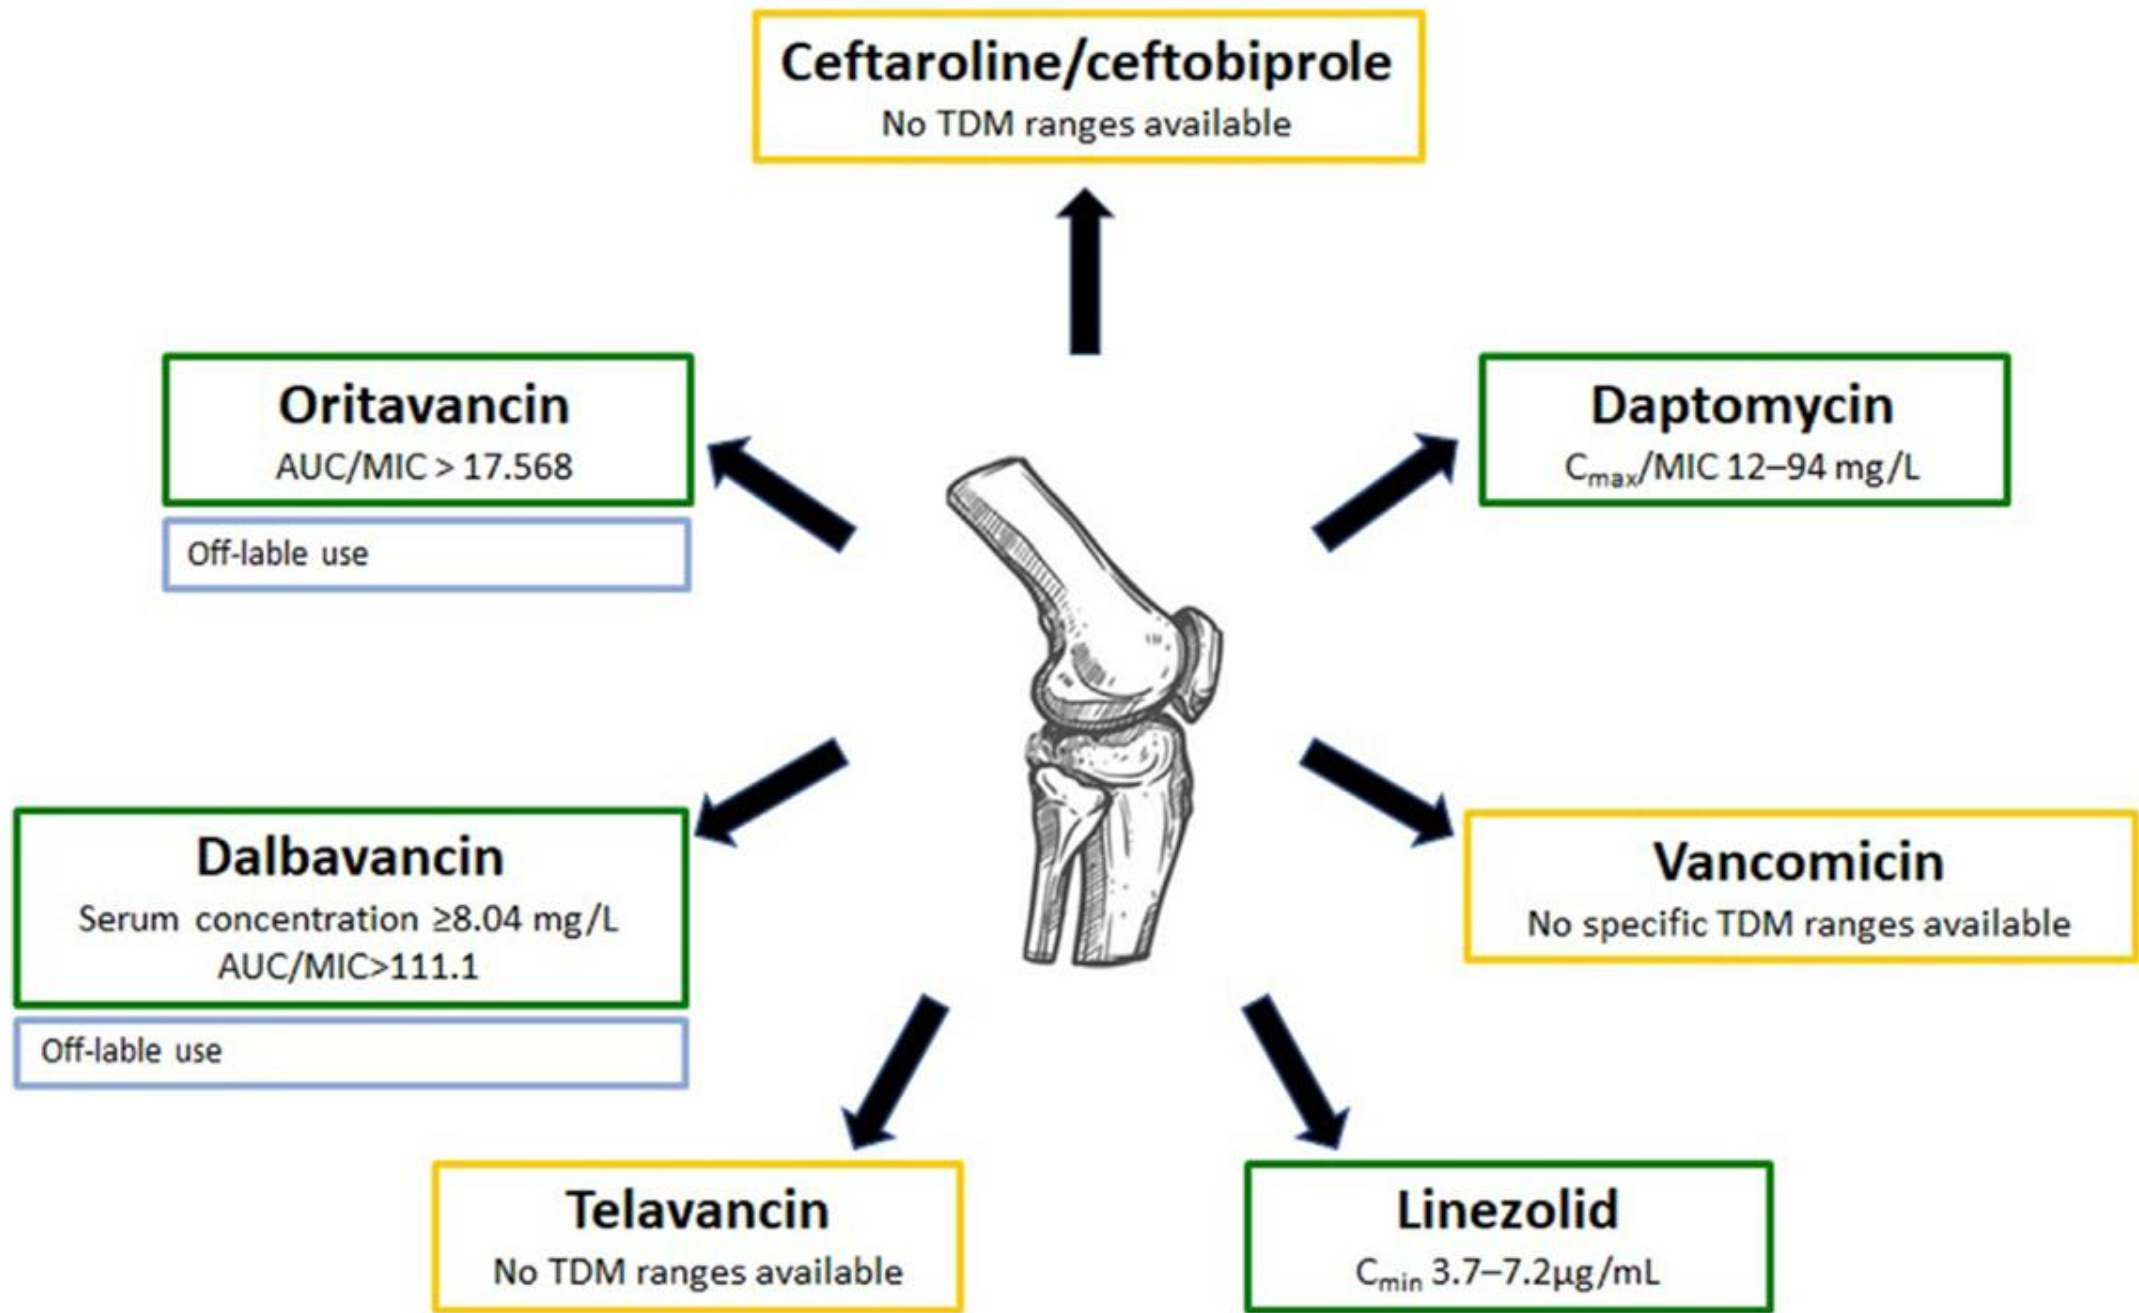 Ceftaroline/ceftobiprole
No TDM ranges available
Oritavancin
AUC/MIC > 17.568
Off-lable use
Daptomycin
Cmax/MIC 12–94 mg/L
Dalbavancin
Serum concentration ≥8.04 mg/L
AUC/MIC>111.1
Off-lable use
Vancomicin
No specific TDM ranges available
Telavancin
No TDM ranges available
Linezolid
Cmin 3.7–7.2µg/mL